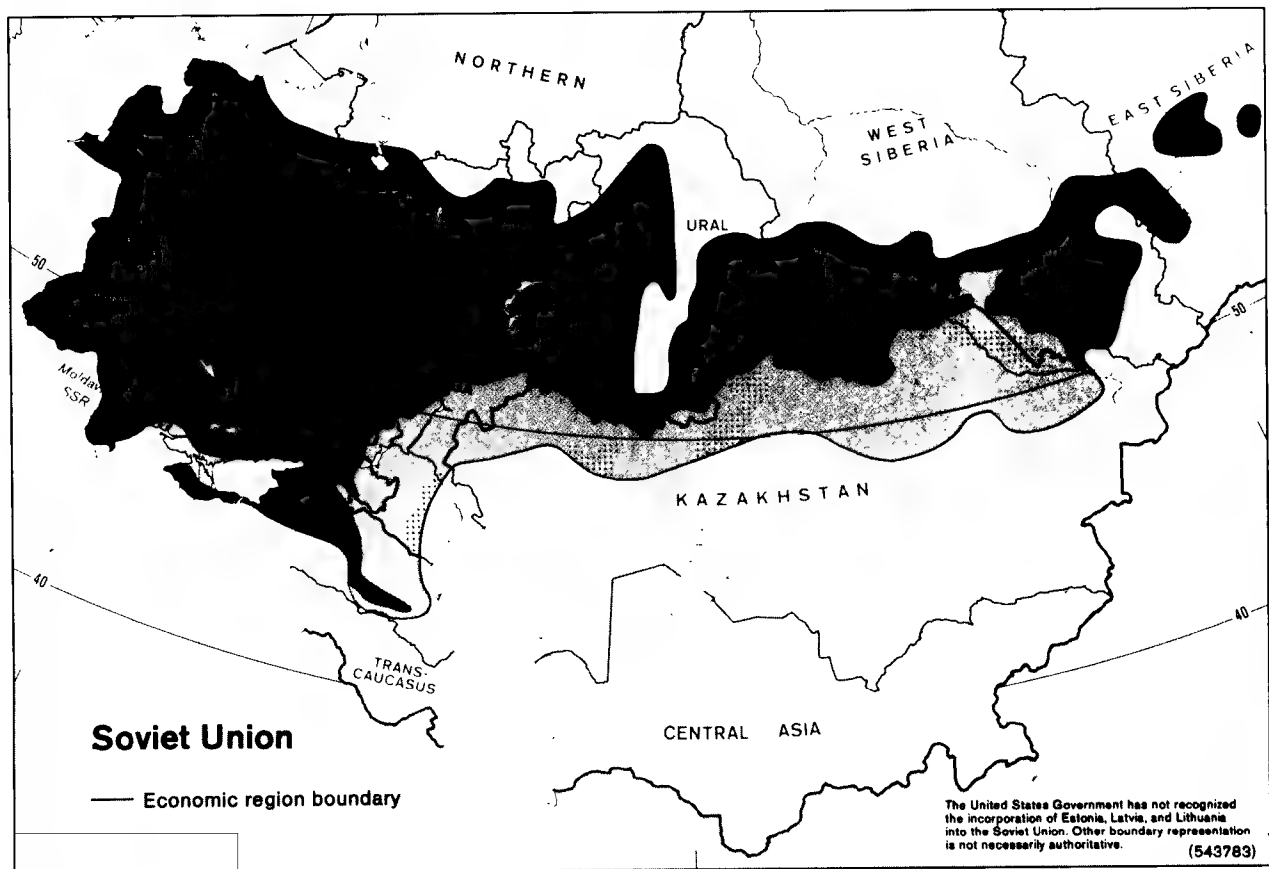 NORTHERN
WEST
SIBERIA
EAST SIBERIA
URAL
50
50
Moldav
SSR
KAZAKHSTAN
40
40
TRANS-
CAUCASUS
CENTRAL ASIA
Soviet Union
Economic region boundary
The United States Government has not recognized
the incorporation of Estonia, Latvia, and Lithuania
into the Soviet Union. Other boundary representation
is not necessarily authoritative.
(543783)